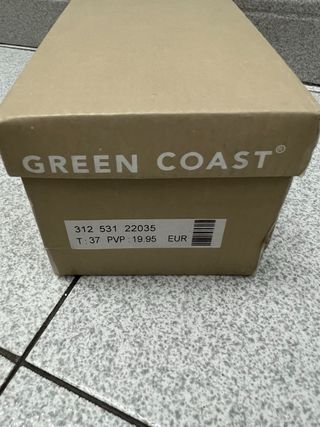 GREEN COAST®
312 531 22035
T : 37 PVP : 19.95 EUR